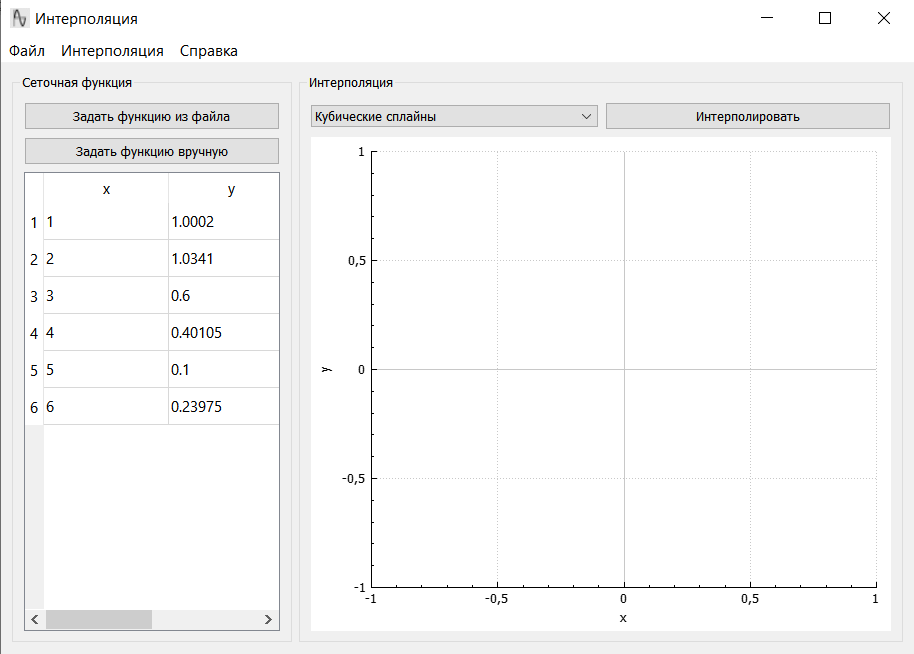 Интерполяция
Файл Интерполяция Справка
Сеточная функция
Задать функцию из файла
Задать функцию вручную
x y
1 1 1.0002
2 2 1.0341
3 3 0.6
4 4 0.40105
5 5 0.1
6 6 0.23975
Интерполяция
Кубические сплайны
Интерполировать
1
0,5
0
-0,5
-1
y
-1 -0,5 0 0,5 1
x